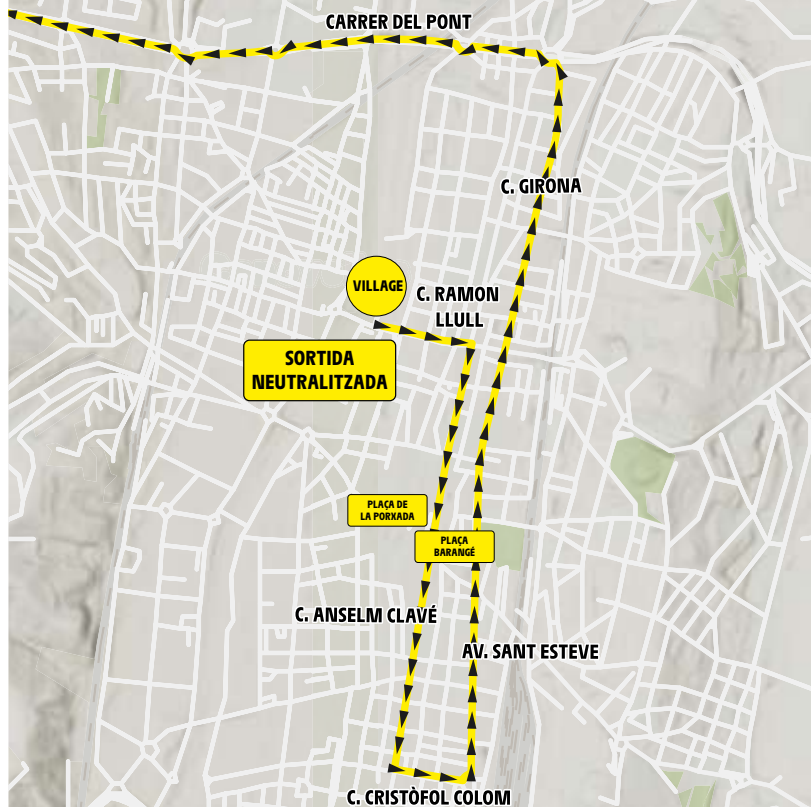 CARRER DEL PONT
C. GIRONA
VILLAGE
C. RAMON
LLULL
SORTIDA
NEUTRALITZADA
PLAÇA DE
LA PORXADA
PLAÇA
BARANGÉ
C. ANSELM CLAVÉ
AV. SANT ESTEVE
C. CRISTÒFOL COLOM